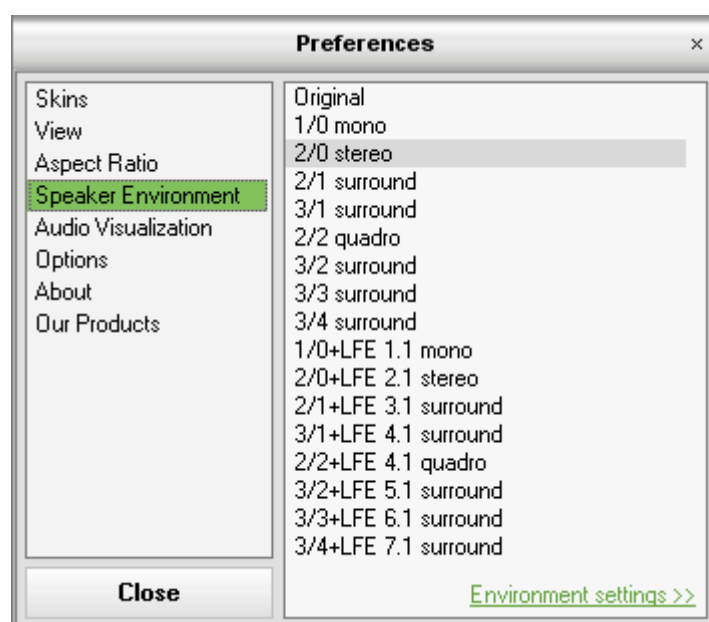 Preferences
×
Skins
View
Aspect Ratio
Speaker Environment
Audio Visualization
Options
About
Our Products
Close
Original
1/0 mono
2/0 stereo
2/1 surround
3/1 surround
2/2 quadro
3/2 surround
3/3 surround
3/4 surround
1/0+LFE 1.1 mono
2/0+LFE 2.1 stereo
2/1+LFE 3.1 surround
3/1+LFE 4.1 surround
2/2+LFE 4.1 quadro
3/2+LFE 5.1 surround
3/3+LFE 6.1 surround
3/4+LFE 7.1 surround
Environment settings >>